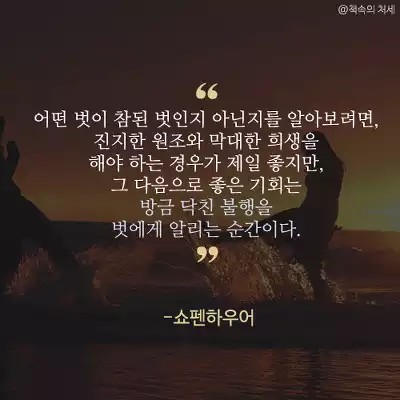 @책속의 처세
“
어떤 벗이 참된 벗인지 아닌지를 알아보려면,
진지한 원조와 막대한 희생을
해야 하는 경우가 제일 좋지만,
그 다음으로 좋은 기회는
방금 닥친 불행을
벗에게 알리는 순간이다.
”
-쇼펜하우어